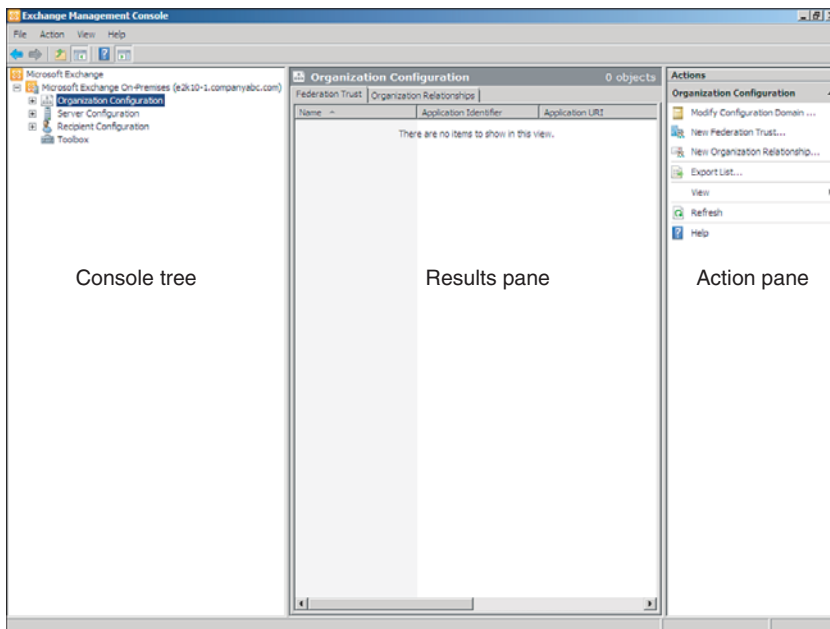 Exchange Management Console
File Action View Help
Microsoft Exchange
Microsoft Exchange On-Premises (e2k10-1.companyabc.com)
Organization Configuration
Server Configuration
Recipient Configuration
Toolbox
Console tree
Organization Configuration 0 objects
Federation Trust Organization Relationships
Name Application Identifier Application URI
There are no items to show in this view.
Results pane
Actions
Organization Configuration
Modify Configuration Domain ...
New Federation Trust...
New Organization Relationship...
Export List...
View
Refresh
Help
Action pane